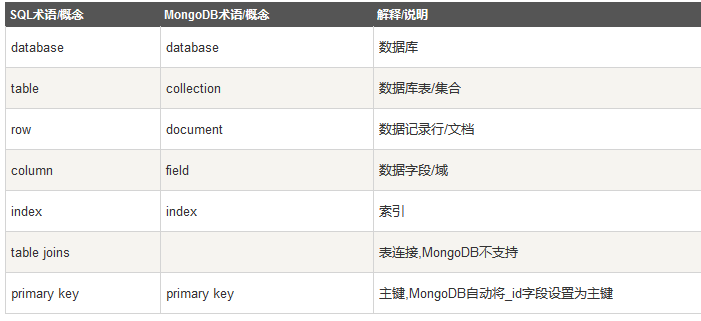 SQL术语/概念 MongoDB术语/概念 解释/说明
database database 数据库
table collection 数据库表/集合
row document 数据记录行/文档
column field 数据字段/域
index index 索引
table joins 表连接,MongoDB不支持
primary key primary key 主键,MongoDB自动将_id字段设置为主键